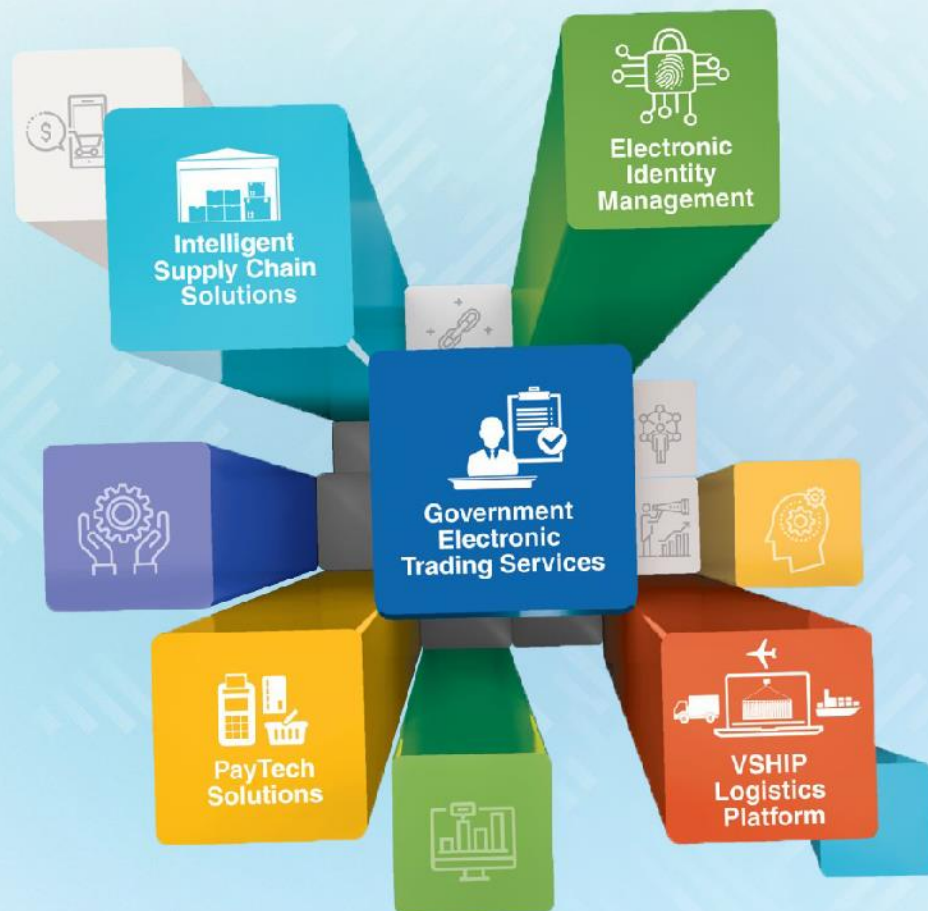 Electronic
Identity
Management
Intelligent
Supply Chain
Solutions
$
Government
Electronic
Trading Services
PayTech
Solutions
VSHIP
Logistics
Platform